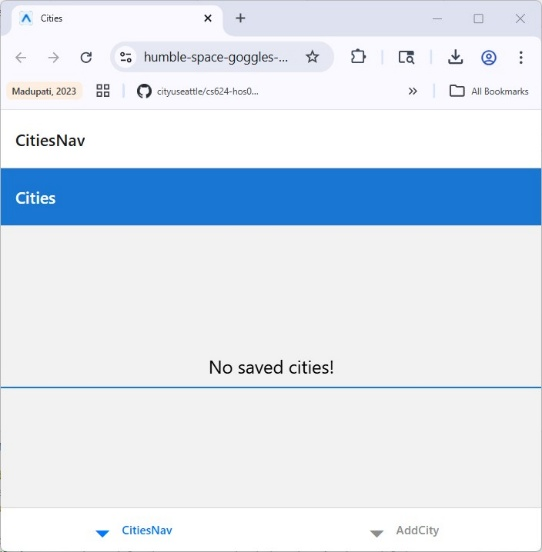 Cities
humble-space-goggles-...
Madupati, 2023
cityuseattle/cs624-hos0...
All Bookmarks
CitiesNav
Cities
No saved cities!
CitiesNav
AddCity